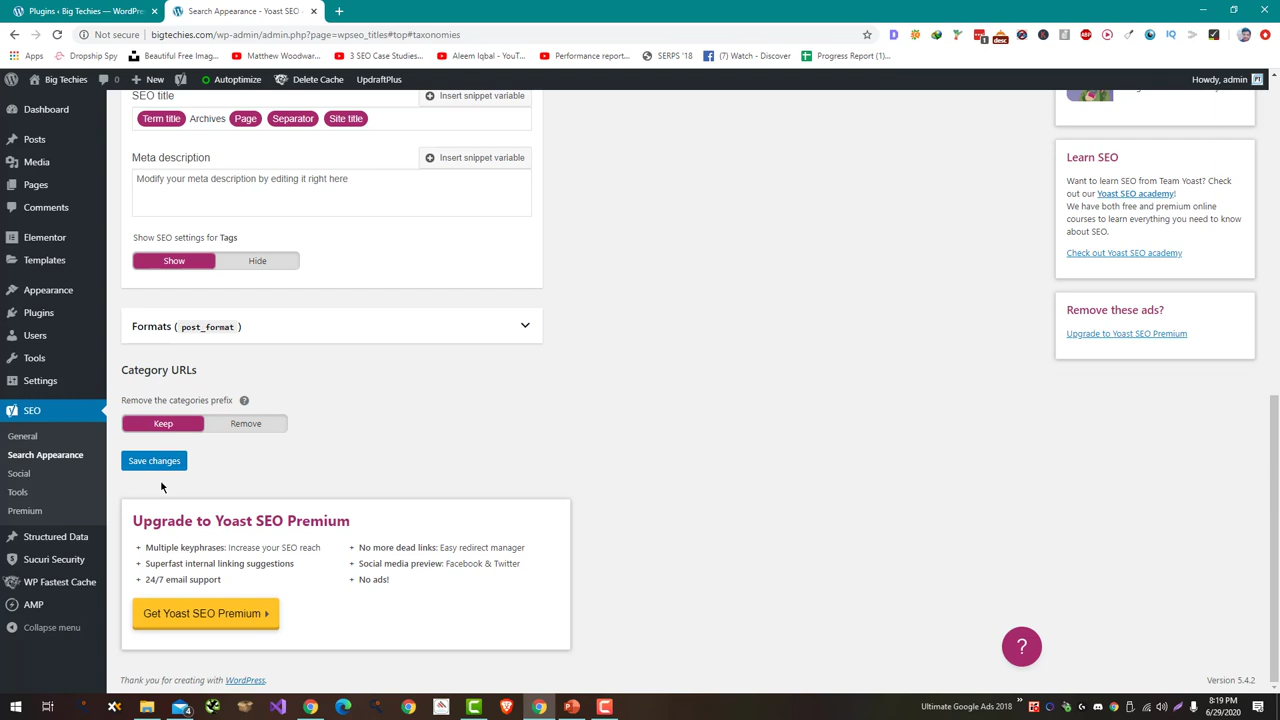 Plugins ‹ Big Techies — WordPres
Search Appearance - Yoast SEO
Not secure
bigtechies.com/wp-admin/admin.php?page=wpseo_titles#top#taxonomies
Apps
Dropship Spy
Beautiful Free Imag...
Matthew Woodwar...
3 SEO Case Studies...
Aleem Iqbal - YouT...
Performance report...
SERPS '18
(7) Watch - Discover
Progress Report (1)...
Big Techies
0
New
Autoptimize
Delete Cache
UpdraftPlus
Howdy, admin
Dashboard
Posts
Media
Pages
Comments
Elementor
Templates
Appearance
Plugins
Users
Tools
Settings
SEO
General
Search Appearance
Social
Tools
Premium
Structured Data
Sucuri Security
WP Fastest Cache
AMP
Collapse menu
SEO title
Insert snippet variable
Term title Archives Page Separator Site title
Meta description
Insert snippet variable
Modify your meta description by editing it right here
Show SEO settings for Tags
Show
Hide
Formats ( post_format )
Category URLs
Remove the categories prefix ?
Keep
Remove
Save changes
Upgrade to Yoast SEO Premium
+ Multiple keyphrases: Increase your SEO reach
+ Superfast internal linking suggestions
+ 24/7 email support
+ No more dead links: Easy redirect manager
+ Social media preview: Facebook & Twitter
+ No ads!
Get Yoast SEO Premium
Thank you for creating with WordPress.
Version 5.4.2
Learn SEO
Want to learn SEO from Team Yoast? Check
out our Yoast SEO academy!
We have both free and premium online
courses to learn everything you need to know
about SEO.
Check out Yoast SEO academy
Remove these ads?
Upgrade to Yoast SEO Premium
?
Ultimate Google Ads 2018
8:19 PM
6/29/2020